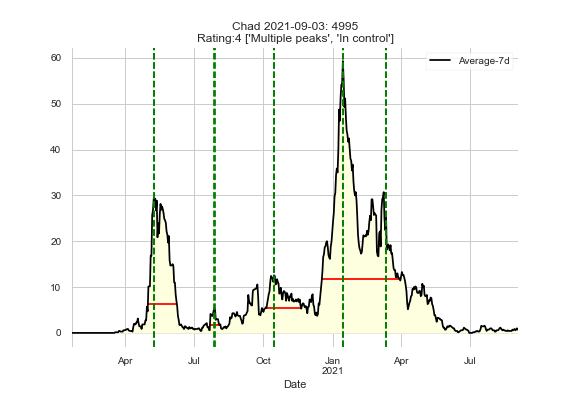 Chad 2021-09-03: 4995
Rating:4 ['Multiple peaks', 'In control']
Average-7d
60
50
40
30
20
10
0
Apr Jul Oct Jan Apr Jul
2021
Date